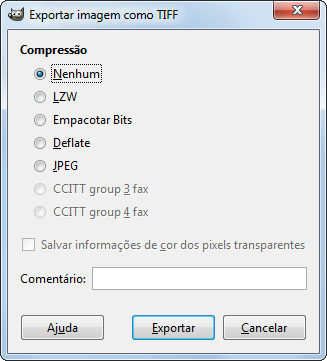 Exportar imagem como TIFF
Compressão
Nenhum
LZW
Empacotar Bits
Deflate
JPEG
CCITT group 3 fax
CCITT group 4 fax
Salvar informações de cor dos pixels transparentes
Comentário:
Ajuda Exportar Cancelar